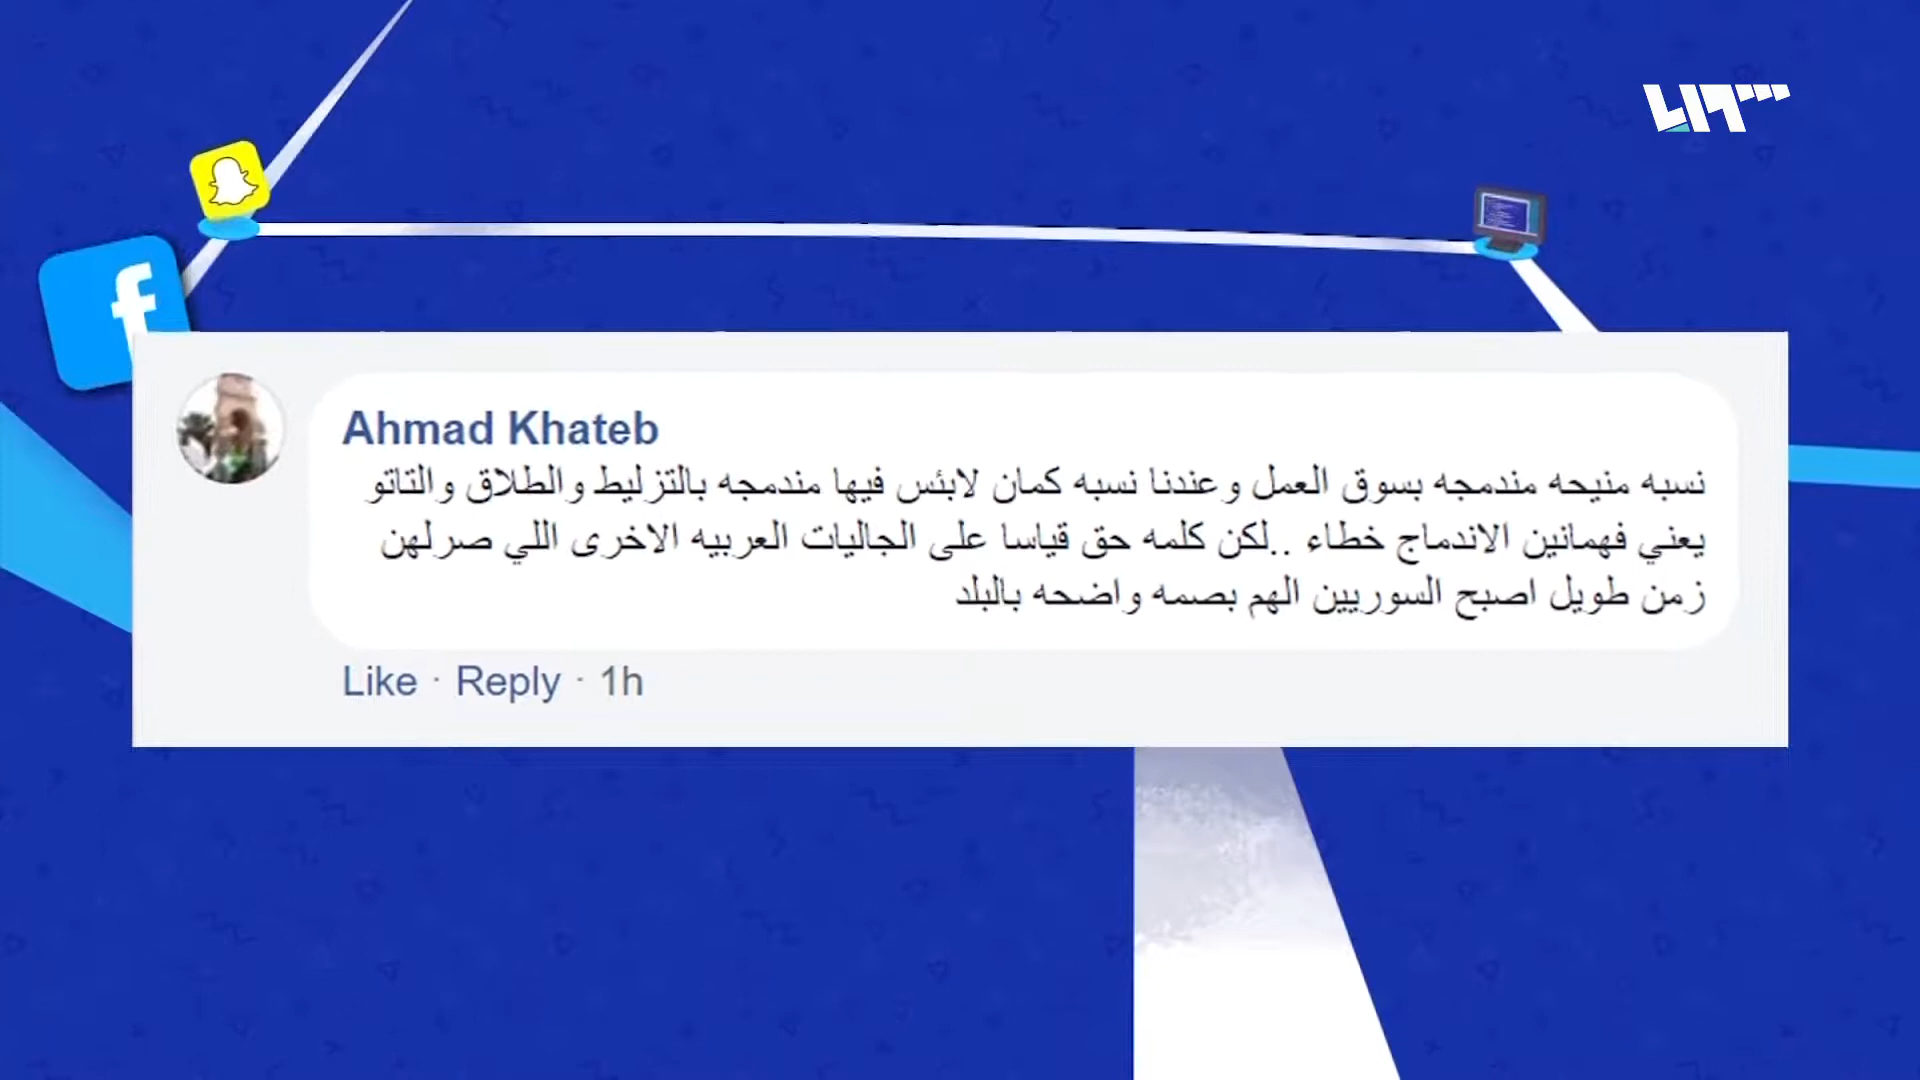 Ahmad Khateb
نسبه منيحه مندمجه بسوق العمل وعندنا نسبه كمان لابئس فيها مندمجه بالتزليط والطلاق والتاتو
يعني فهمانين الاندماج خطاء ..لكن كلمه حق قياسا على الجاليات العربيه الاخرى اللي صرلهن
زمن طويل اصبح السوريين الهم بصمه واضحه بالبلد
Like · Reply · 1h